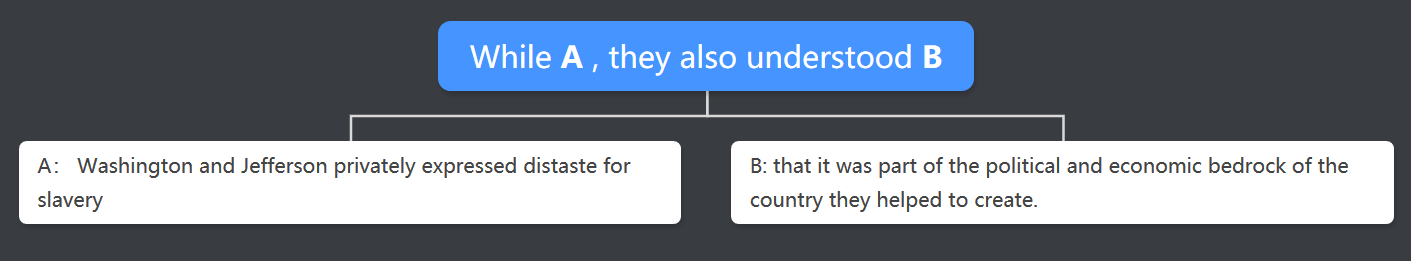 While A , they also understood B
A： Washington and Jefferson privately expressed distaste for
slavery
B: that it was part of the political and economic bedrock of the
country they helped to create.